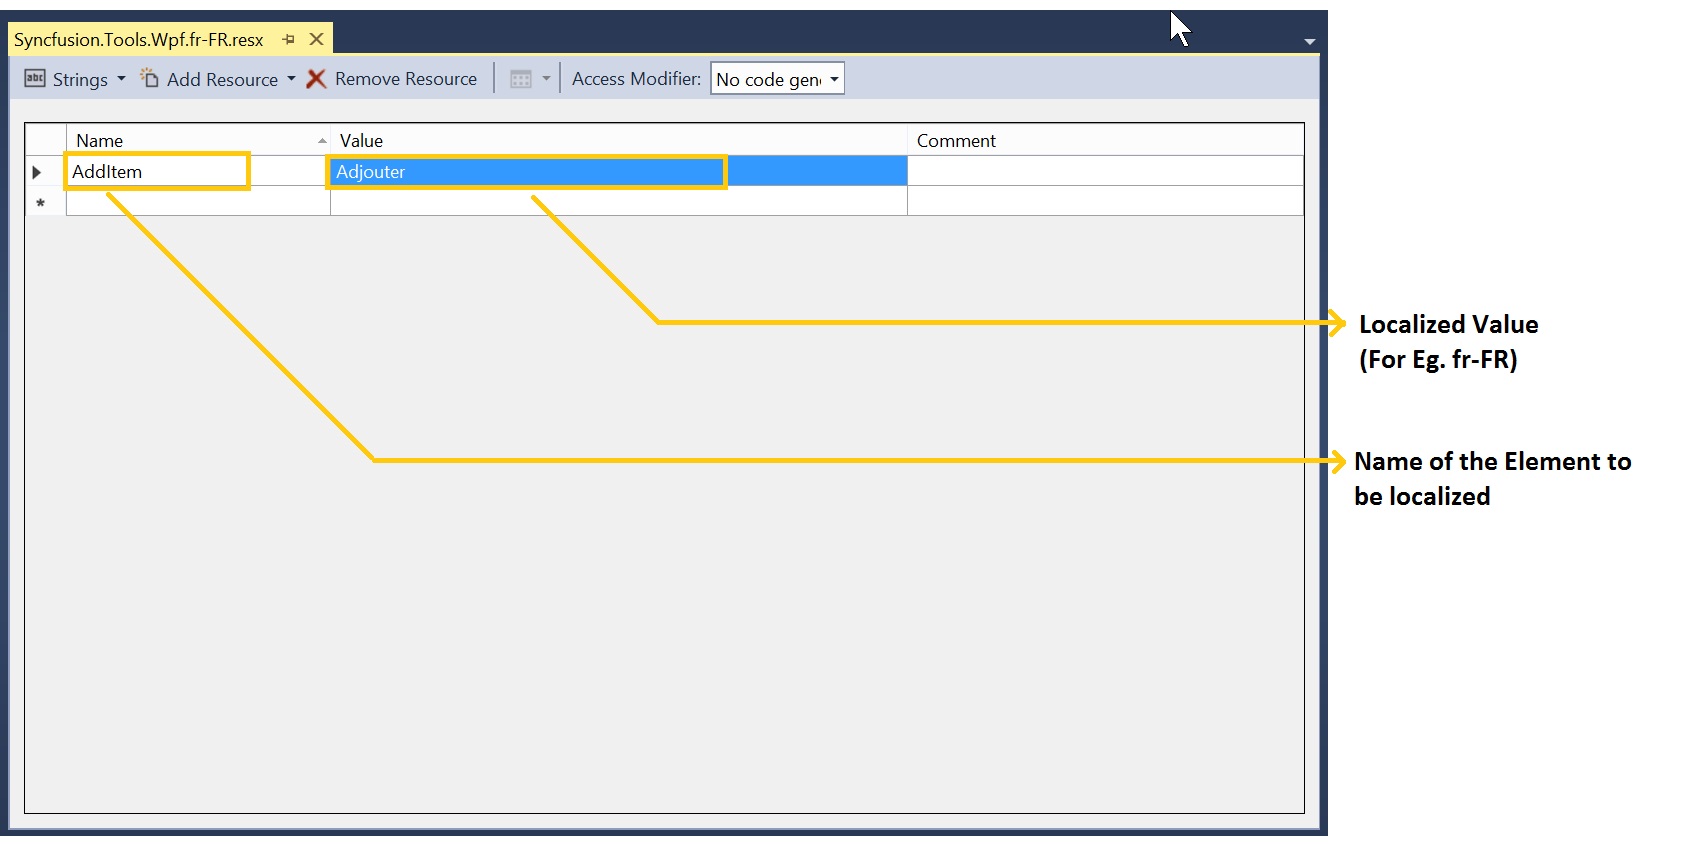 Syncfusion.Tools.Wpf.fr-FR.resx
abc Strings Add Resource Remove Resource Access Modifier: No code gen
Name Value Comment
AddItem Adjouter
*
Localized Value
(For Eg. fr-FR)
Name of the Element to
be localized